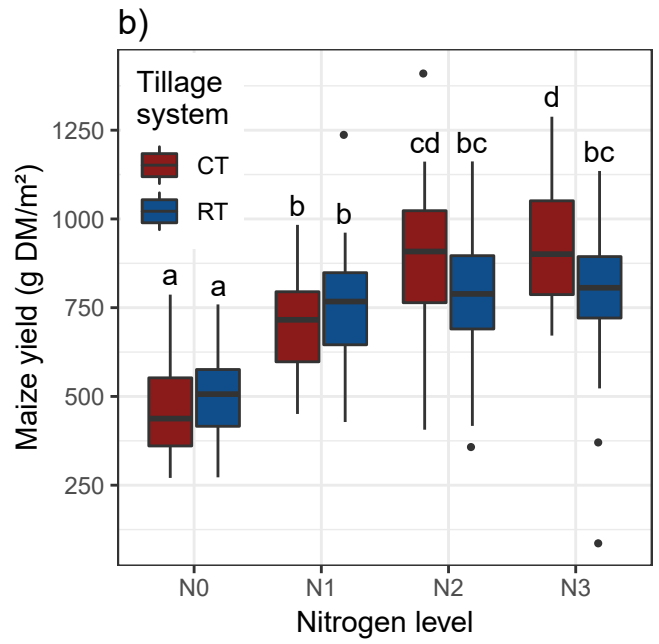 b)
Tillage
system
CT
RT
Maize yield (g DM/m²)
1250
1000
750
500
250
a
a
b
b
cd
bc
d
bc
N0
N1
N2
N3
Nitrogen level